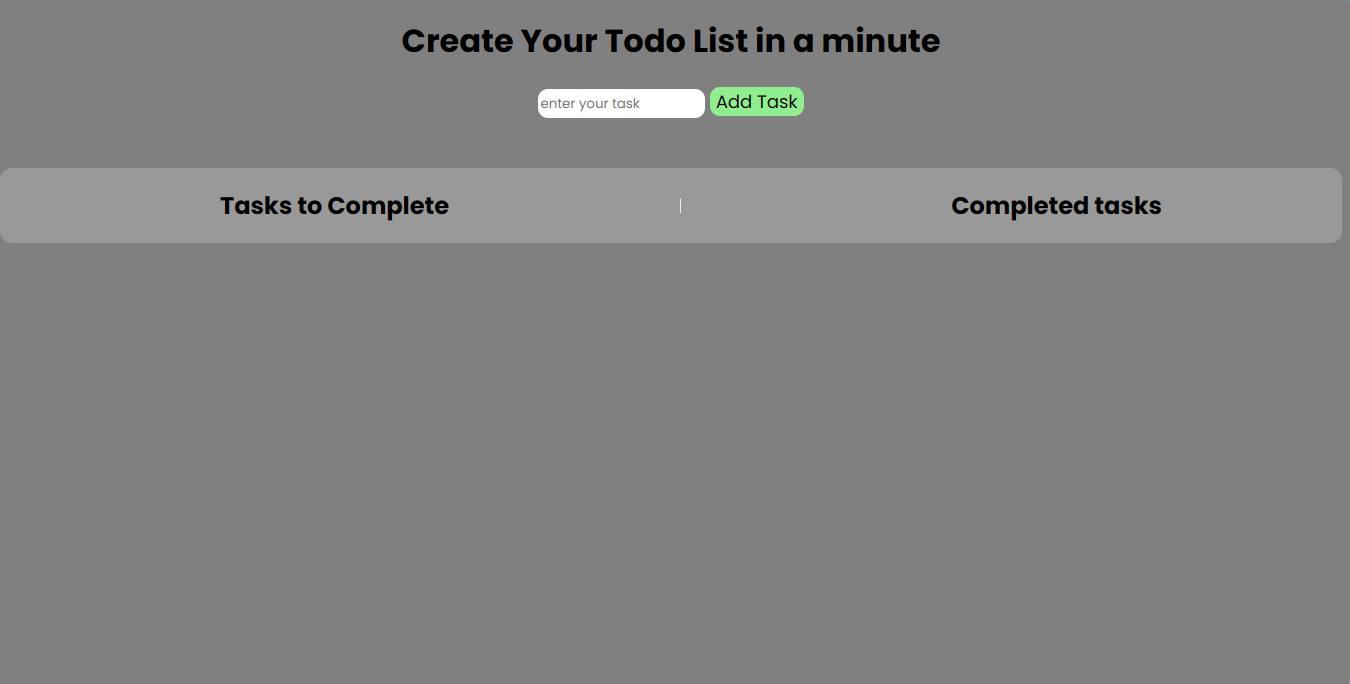 Create Your Todo List in a minute
enter your task Add Task
Tasks to Complete Completed tasks